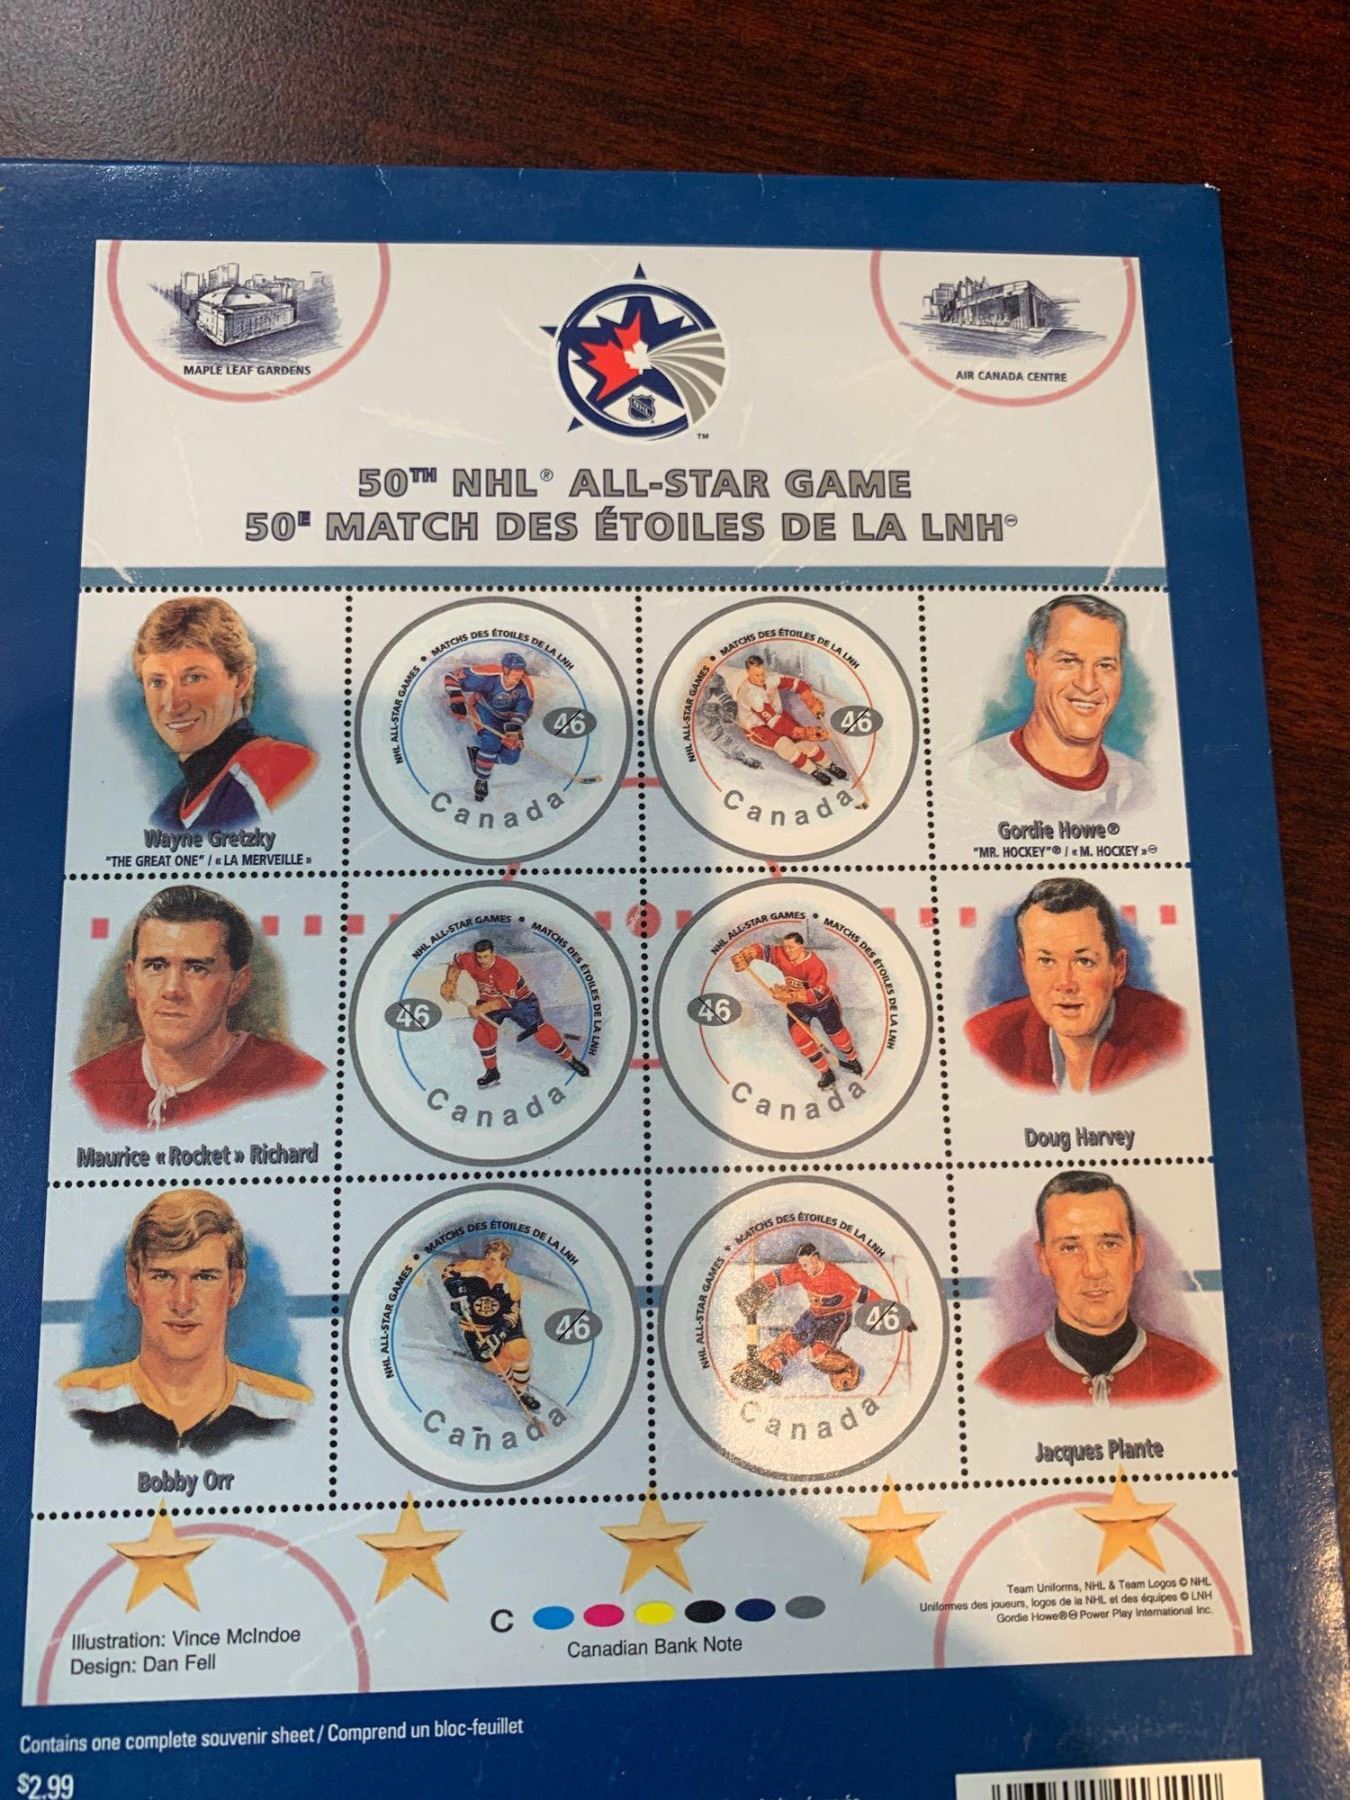 MAPLE LEAF GARDENS
AIR CANADA CENTRE
NHL
TM
50TH NHL® ALL-STAR GAME
50E MATCH DES ÉTOILES DE LA LNH
Wayne Gretzky
"THE GREAT ONE" / « LA MERVEILLE »
NHL ALL-STAR GAMES • MATCHS DES ÉTOILES DE LA LNH
46
Canada
NHL ALL-STAR GAMES • MATCHS DES ÉTOILES DE LA LNH
46
Canada
Gordie Howe®
"MR. HOCKEY"® / « M. HOCKEY »
Maurice « Rocket » Richard
NHL ALL-STAR GAMES • MATCHS DES ÉTOILES DE LA LNH
46
Canada
NHL ALL-STAR GAMES • MATCHS DES ÉTOILES DE LA LNH
46
Canada
Doug Harvey
Bobby Orr
NHL ALL-STAR GAMES • MATCHS DES ÉTOILES DE LA LNH
46
Canada
NHL ALL-STAR GAMES • MATCHS DES ÉTOILES DE LA LNH
46
Canada
Jacques Plante
Illustration: Vince McIndoe
Design: Dan Fell
C
Canadian Bank Note
Team Uniforms, NHL & Team Logos © NHL
Uniformes des joueurs, logos de la NHL et des équipes © LNH
Gordie Howe® Power Play International Inc.
Contains one complete souvenir sheet / Comprend un bloc-feuillet
$2.99